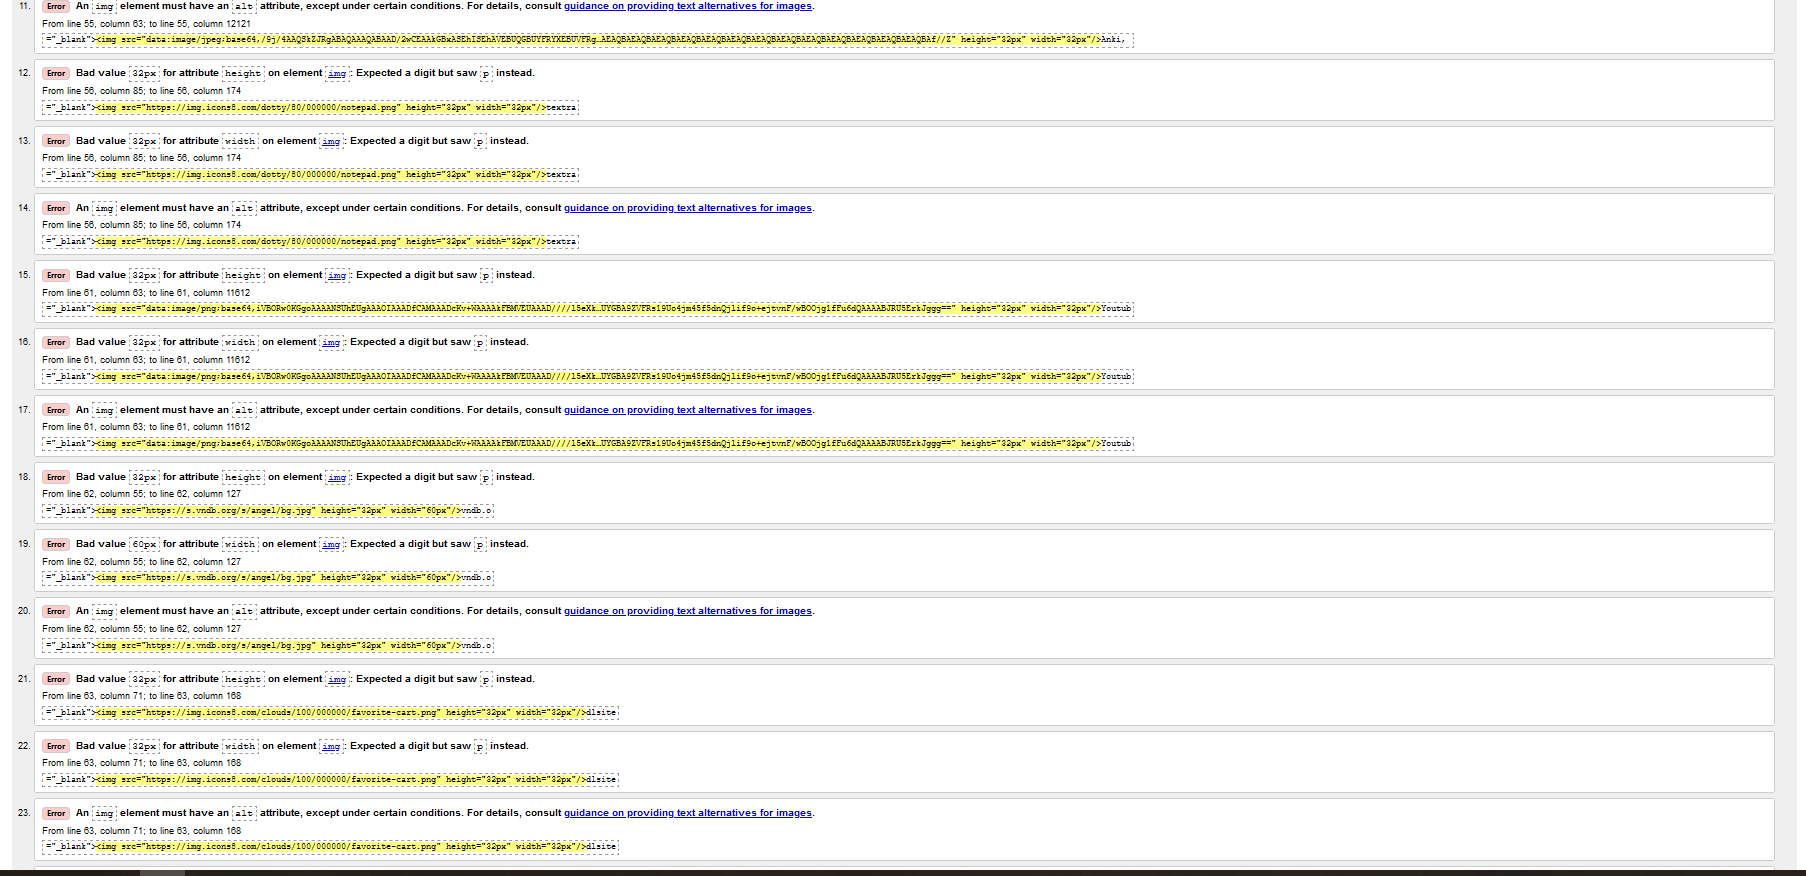 11. Error An img element must have an alt attribute, except under certain conditions. For details, consult guidance on providing text alternatives for images.
From line 55, column 63; to line 55, column 12121
="_blank"><img src="data:image/jpeg;base64,/9j/ height="32px" width="32px"/>Anki,
12. Error Bad value 32px for attribute height on element img: Expected a digit but saw p instead.
From line 56, column 85; to line 56, column 174
="_blank"><img src="https://img.icons8.com/dotty/80/000000/notepad.png" height="32px" width="32px"/>textra
13. Error Bad value 32px for attribute width on element img: Expected a digit but saw p instead.
From line 56, column 85; to line 56, column 174
="_blank"><img src="https://img.icons8.com/dotty/80/000000/notepad.png" height="32px" width="32px"/>textra
14. Error An img element must have an alt attribute, except under certain conditions. For details, consult guidance on providing text alternatives for images.
From line 56, column 85; to line 56, column 174
="_blank"><img src="https://img.icons8.com/dotty/80/000000/notepad.png" height="32px" width="32px"/>textra
15. Error Bad value 32px for attribute height on element img: Expected a digit but saw p instead.
From line 61, column 63; to line 61, column 11612
="_blank"><img src="data:image/png;base64, height="32px" width="32px"/>Youtub
16. Error Bad value 32px for attribute width on element img: Expected a digit but saw p instead.
From line 61, column 63; to line 61, column 11612
="_blank"><img src="data:image/png;base64, height="32px" width="32px"/>Youtub
17. Error An img element must have an alt attribute, except under certain conditions. For details, consult guidance on providing text alternatives for images.
From line 61, column 63; to line 61, column 11612
="_blank"><img src="data:image/png;base64, height="32px" width="32px"/>Youtub
18. Error Bad value 32px for attribute height on element img: Expected a digit but saw p instead.
From line 62, column 55; to line 62, column 127
="_blank"><img src="https://s.vndb.org/s/angel/bg.jpg" height="32px" width="60px"/>vndb.o
19. Error Bad value 60px for attribute width on element img: Expected a digit but saw p instead.
From line 62, column 55; to line 62, column 127
="_blank"><img src="https://s.vndb.org/s/angel/bg.jpg" height="32px" width="60px"/>vndb.o
20. Error An img element must have an alt attribute, except under certain conditions. For details, consult guidance on providing text alternatives for images.
From line 62, column 55; to line 62, column 127
="_blank"><img src="https://s.vndb.org/s/angel/bg.jpg" height="32px" width="60px"/>vndb.o
21. Error Bad value 32px for attribute height on element img: Expected a digit but saw p instead.
From line 63, column 71; to line 63, column 168
="_blank"><img src="https://img.icons8.com/clouds/100/000000/favorite-cart.png" height="32px" width="32px"/>dlsite
22. Error Bad value 32px for attribute width on element img: Expected a digit but saw p instead.
From line 63, column 71; to line 63, column 168
="_blank"><img src="https://img.icons8.com/clouds/100/000000/favorite-cart.png" height="32px" width="32px"/>dlsite
23. Error An img element must have an alt attribute, except under certain conditions. For details, consult guidance on providing text alternatives for images.
From line 63, column 71; to line 63, column 168
="_blank"><img src="https://img.icons8.com/clouds/100/000000/favorite-cart.png" height="32px" width="32px"/>dlsite